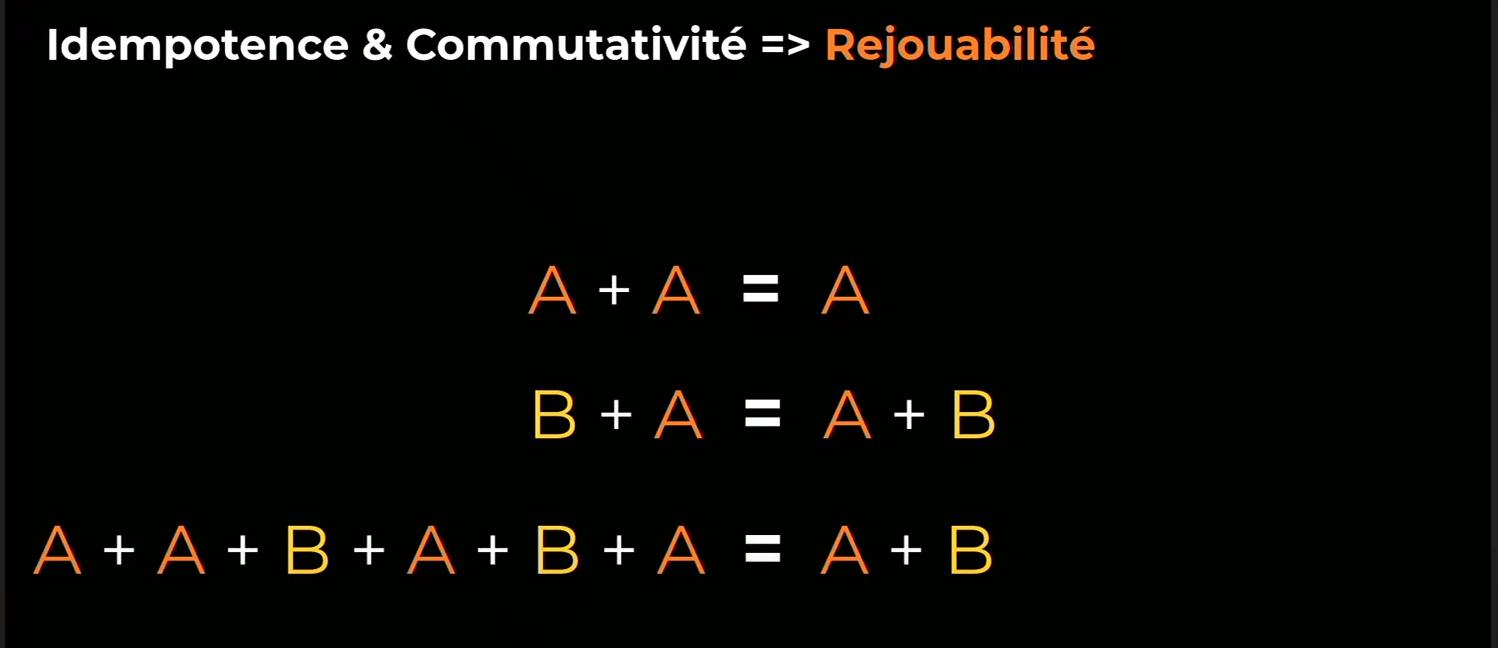 Idempotence & Commutativité => Rejouabilité
A + A = A
B + A = A + B
A + A + B + A + B + A = A + B